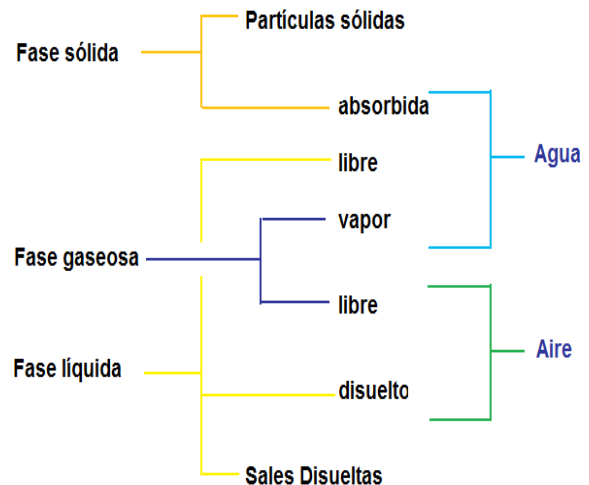 Partículas sólidas
Fase sólida
absorbida
Agua
libre
vapor
Fase gaseosa
libre
Aire
Fase líquida
disuelto
Sales Disueltas